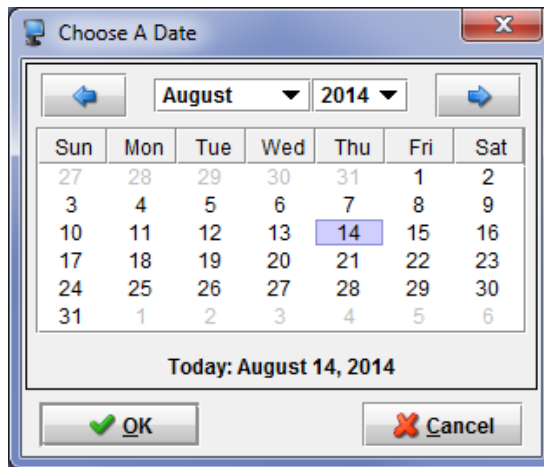 Choose A Date
August 2014
Sun Mon Tue Wed Thu Fri Sat
27 28 29 30 31 1 2
3 4 5 6 7 8 9
10 11 12 13 14 15 16
17 18 19 20 21 22 23
24 25 26 27 28 29 30
31 1 2 3 4 5 6
Today: August 14, 2014
OK Cancel